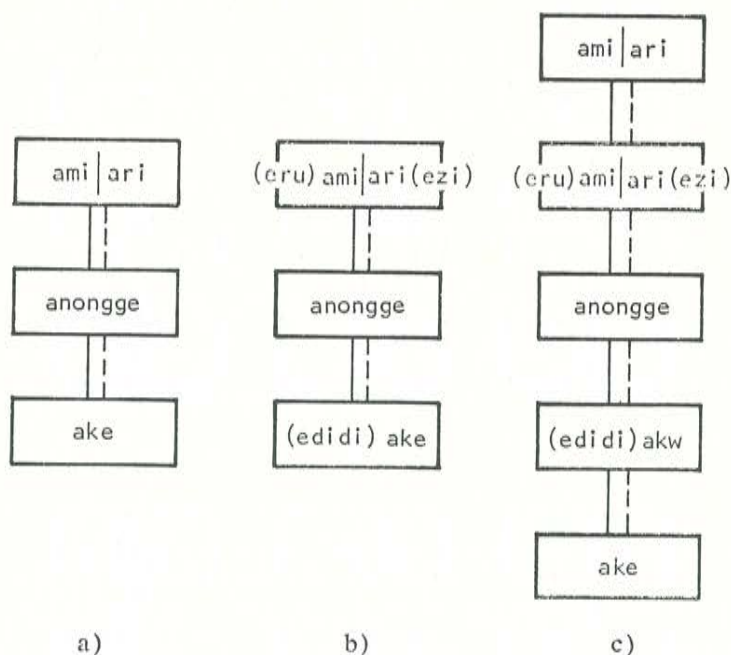 ami|ari
ami|ari (eru)ami|ari(ezi) (eru)ami|ari(ezi)
anongge anongge anongge
ake (edidi)ake (edidi)akw
ake
a) b) c)